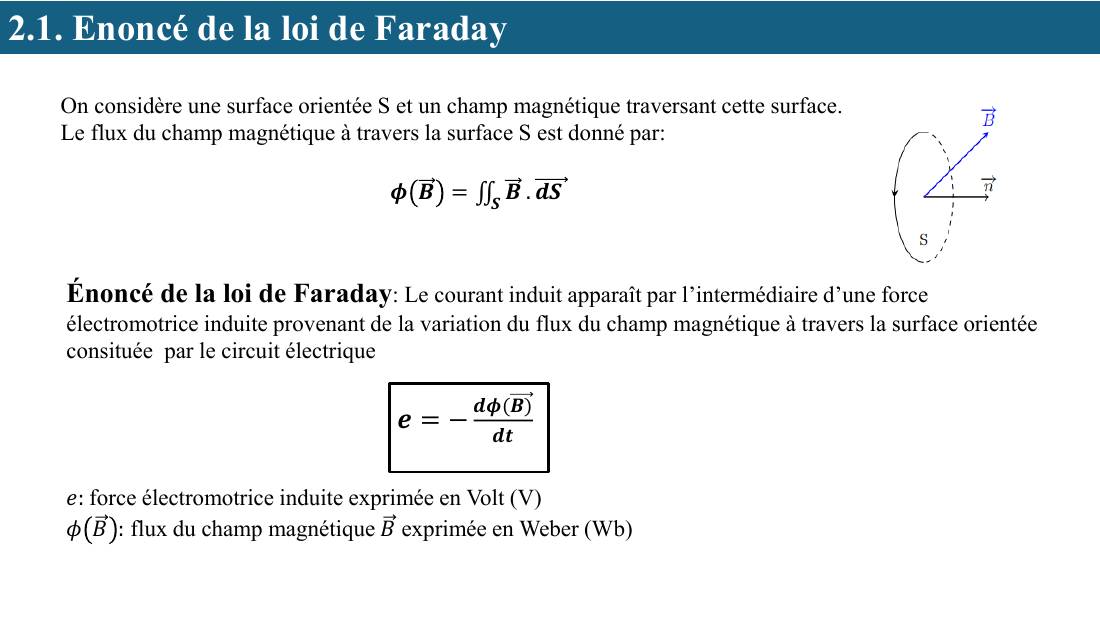 2.1. Enoncé de la loi de Faraday
On considère une surface orientée S et un champ magnétique traversant cette surface.
Le flux du champ magnétique à travers la surface S est donné par:
𝝓(B⃗) = ∬_S B⃗ . dS⃗
B⃗
n⃗
S
Énoncé de la loi de Faraday: Le courant induit apparaît par l’intermédiaire d’une force
électromotrice induite provenant de la variation du flux du champ magnétique à travers la surface orientée
consituée par le circuit électrique
e = − dϕ(B⃗) / dt
e: force électromotrice induite exprimée en Volt (V)
ϕ(B⃗): flux du champ magnétique B⃗ exprimée en Weber (Wb)